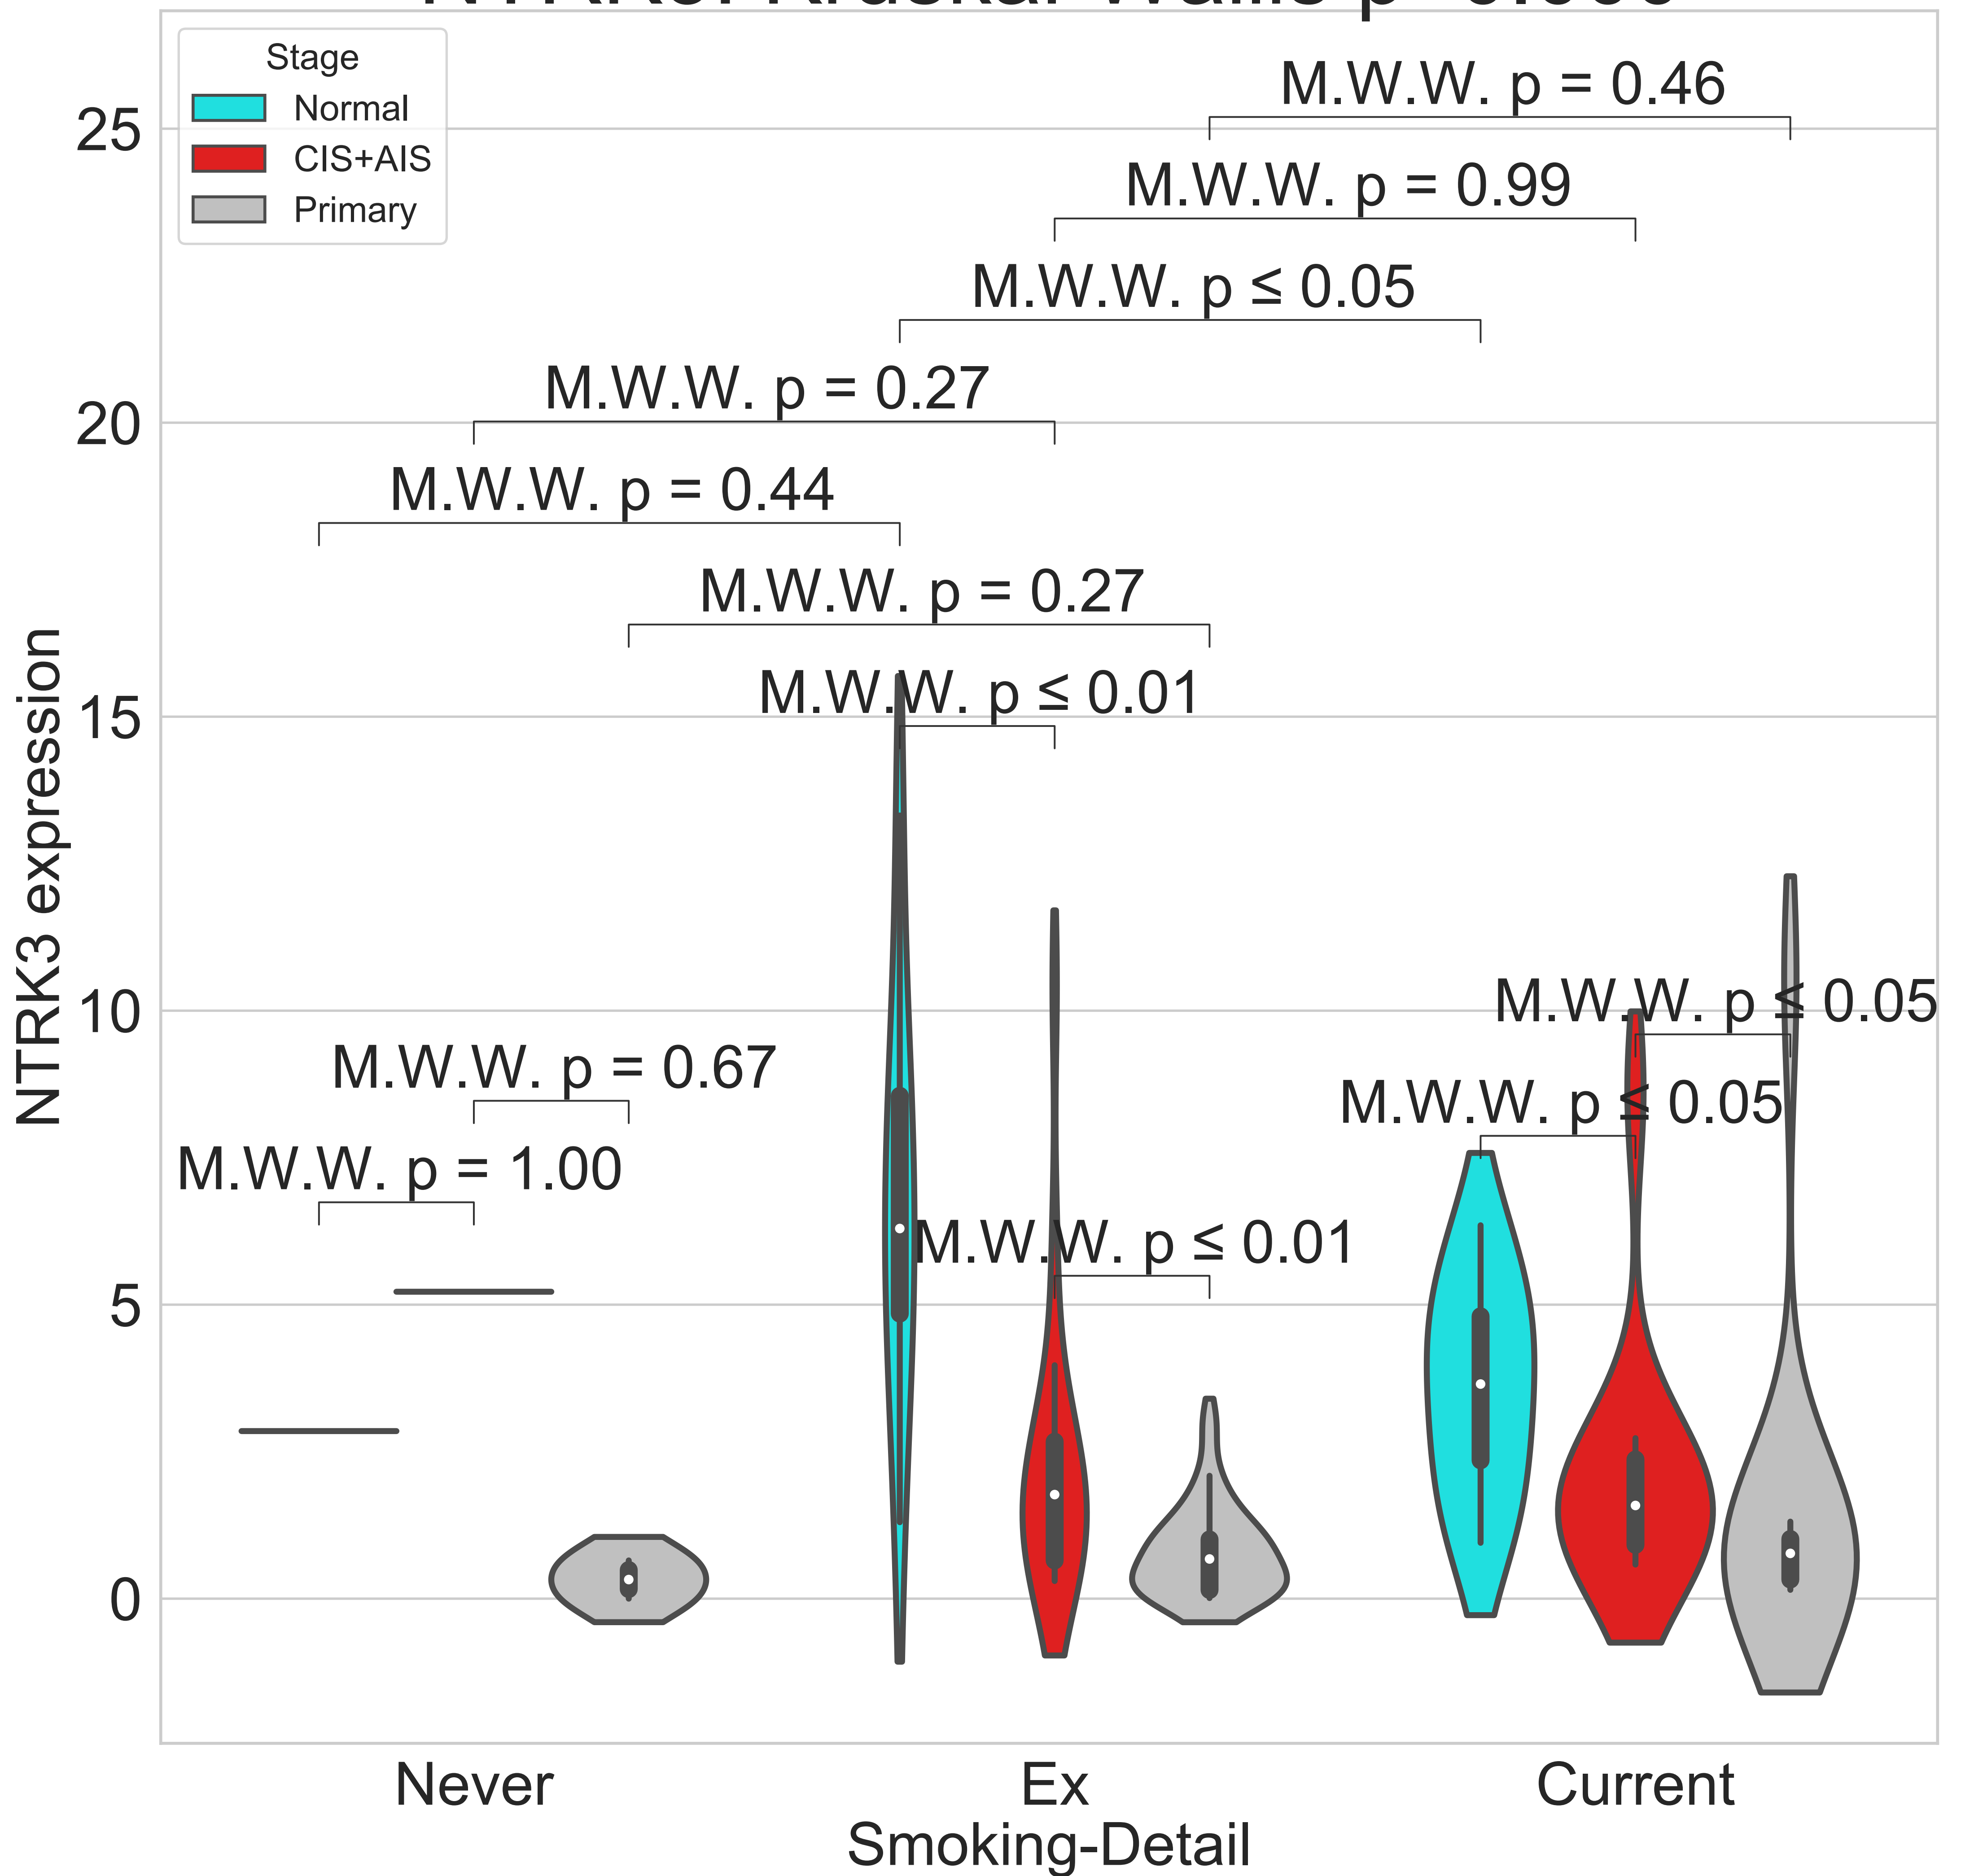 Stage
Normal
CIS+AIS
Primary
M.W.W. p = 0.46
M.W.W. p = 0.99
M.W.W. p ≤ 0.05
M.W.W. p = 0.27
M.W.W. p = 0.44
M.W.W. p = 0.27
M.W.W. p ≤ 0.01
M.W.W. p ≤ 0.05
M.W.W. p = 0.67
M.W.W. p ≤ 0.05
M.W.W. p = 1.00
M.W.W. p ≤ 0.01
25
20
15
10
5
0
NTRK3 expression
Never
Ex
Current
Smoking-Detail